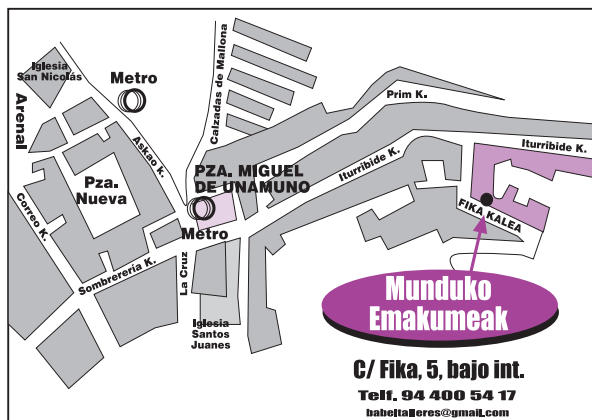 Iglesia
San Nicolás
Metro
Arenal
Calzadas de Mallona
Prim K.
Askao k.
Iturribide K.
PZA. MIGUEL
DE UNAMUNO
Iturribide K.
Pza.
Nueva
Correo K.
FIKA KALEA
Metro
Sombrerería K.
La Cruz
Iglesia
Santos
Juanes
Munduko
Emakumeak
C/ Fika, 5, bajo int.
Telf. 94 400 54 17
babeltalleres@gmail.com